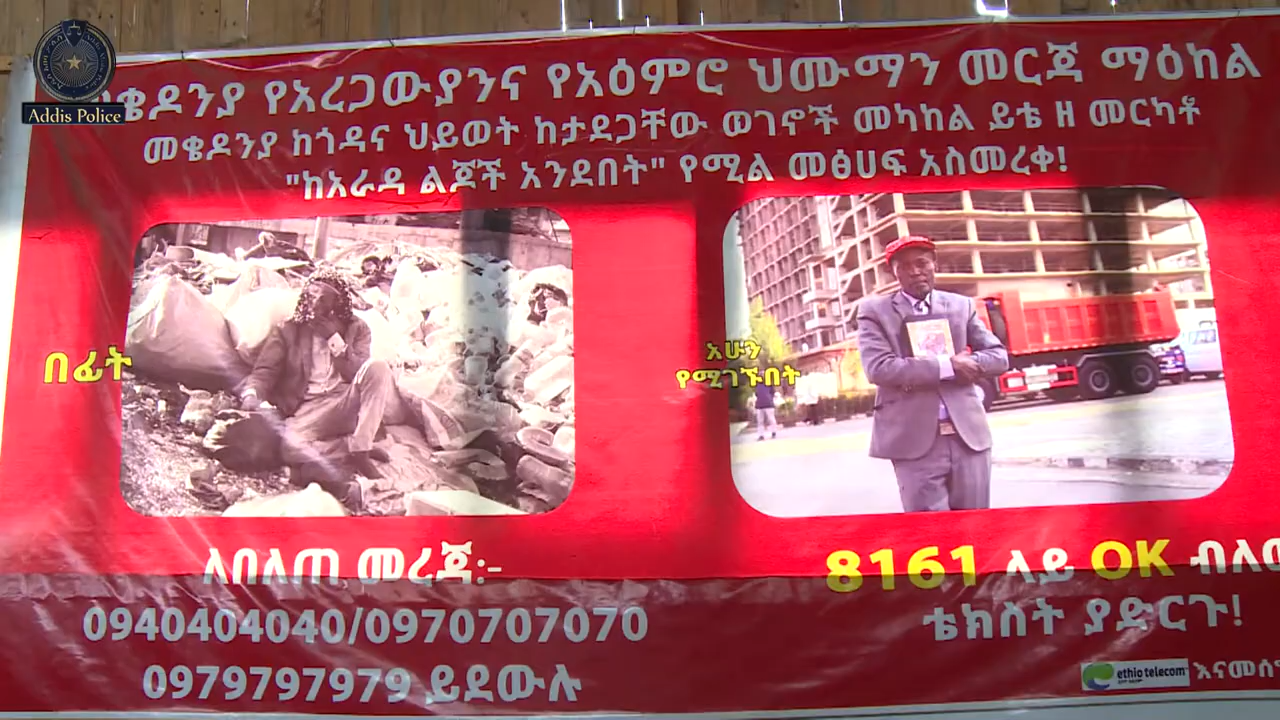 Addis Police
የአረጋውያንና የአዕምሮ ህሙማን መርጃ ማዕከል
መቄዶንያ ከጎዳና ህይወት ከታደጋቸው ወገኖች መካከል ይቴ ዘ መርካቶ
"ከአራዳ ልጆች አንደበት" የሚል መፅሀፍ አስመረቀ!
በፊት
አሁን
የሚገኙበት
ለበለጠ መረጃ:-
0940404040/0970707070
0979797979 ይደውሉ
8161 ላይ OK
ቴክስት ያድርጉ!
ethio telecom